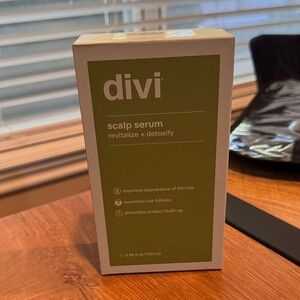 divi
scalp serum
revitalize + detoxify
improves appearance of thin hair
nourishes hair follicles
detoxifies product build-up